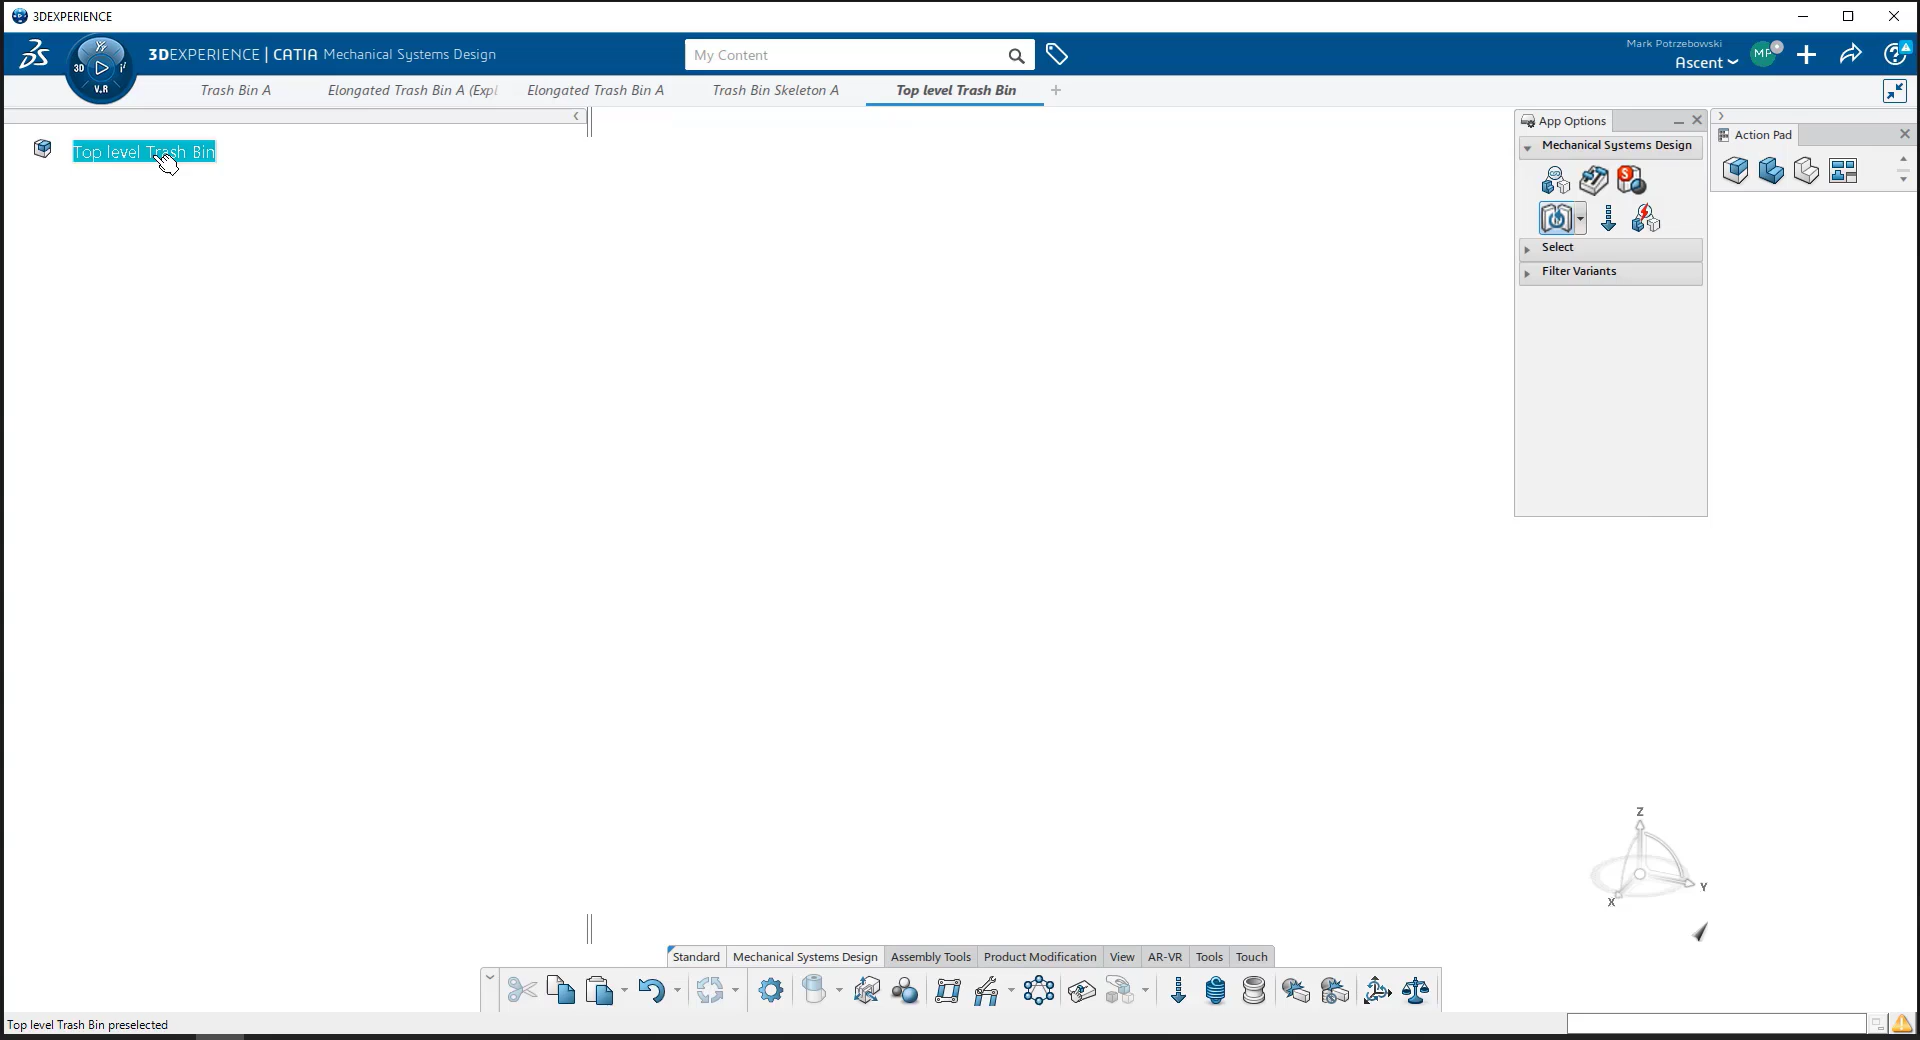 3DEXPERIENCE
3DEXPERIENCE | CATIA Mechanical Systems Design
3D
V.R
My Content
Mark Potrzebowski
Ascent
MP
Trash Bin A
Elongated Trash Bin A (Expl
Elongated Trash Bin A
Trash Bin Skeleton A
Top level Trash Bin
Top level Trash Bin
App Options
Mechanical Systems Design
Select
Filter Variants
Action Pad
Z
Y
X
Standard
Mechanical Systems Design
Assembly Tools
Product Modification
View
AR-VR
Tools
Touch
Top level Trash Bin preselected